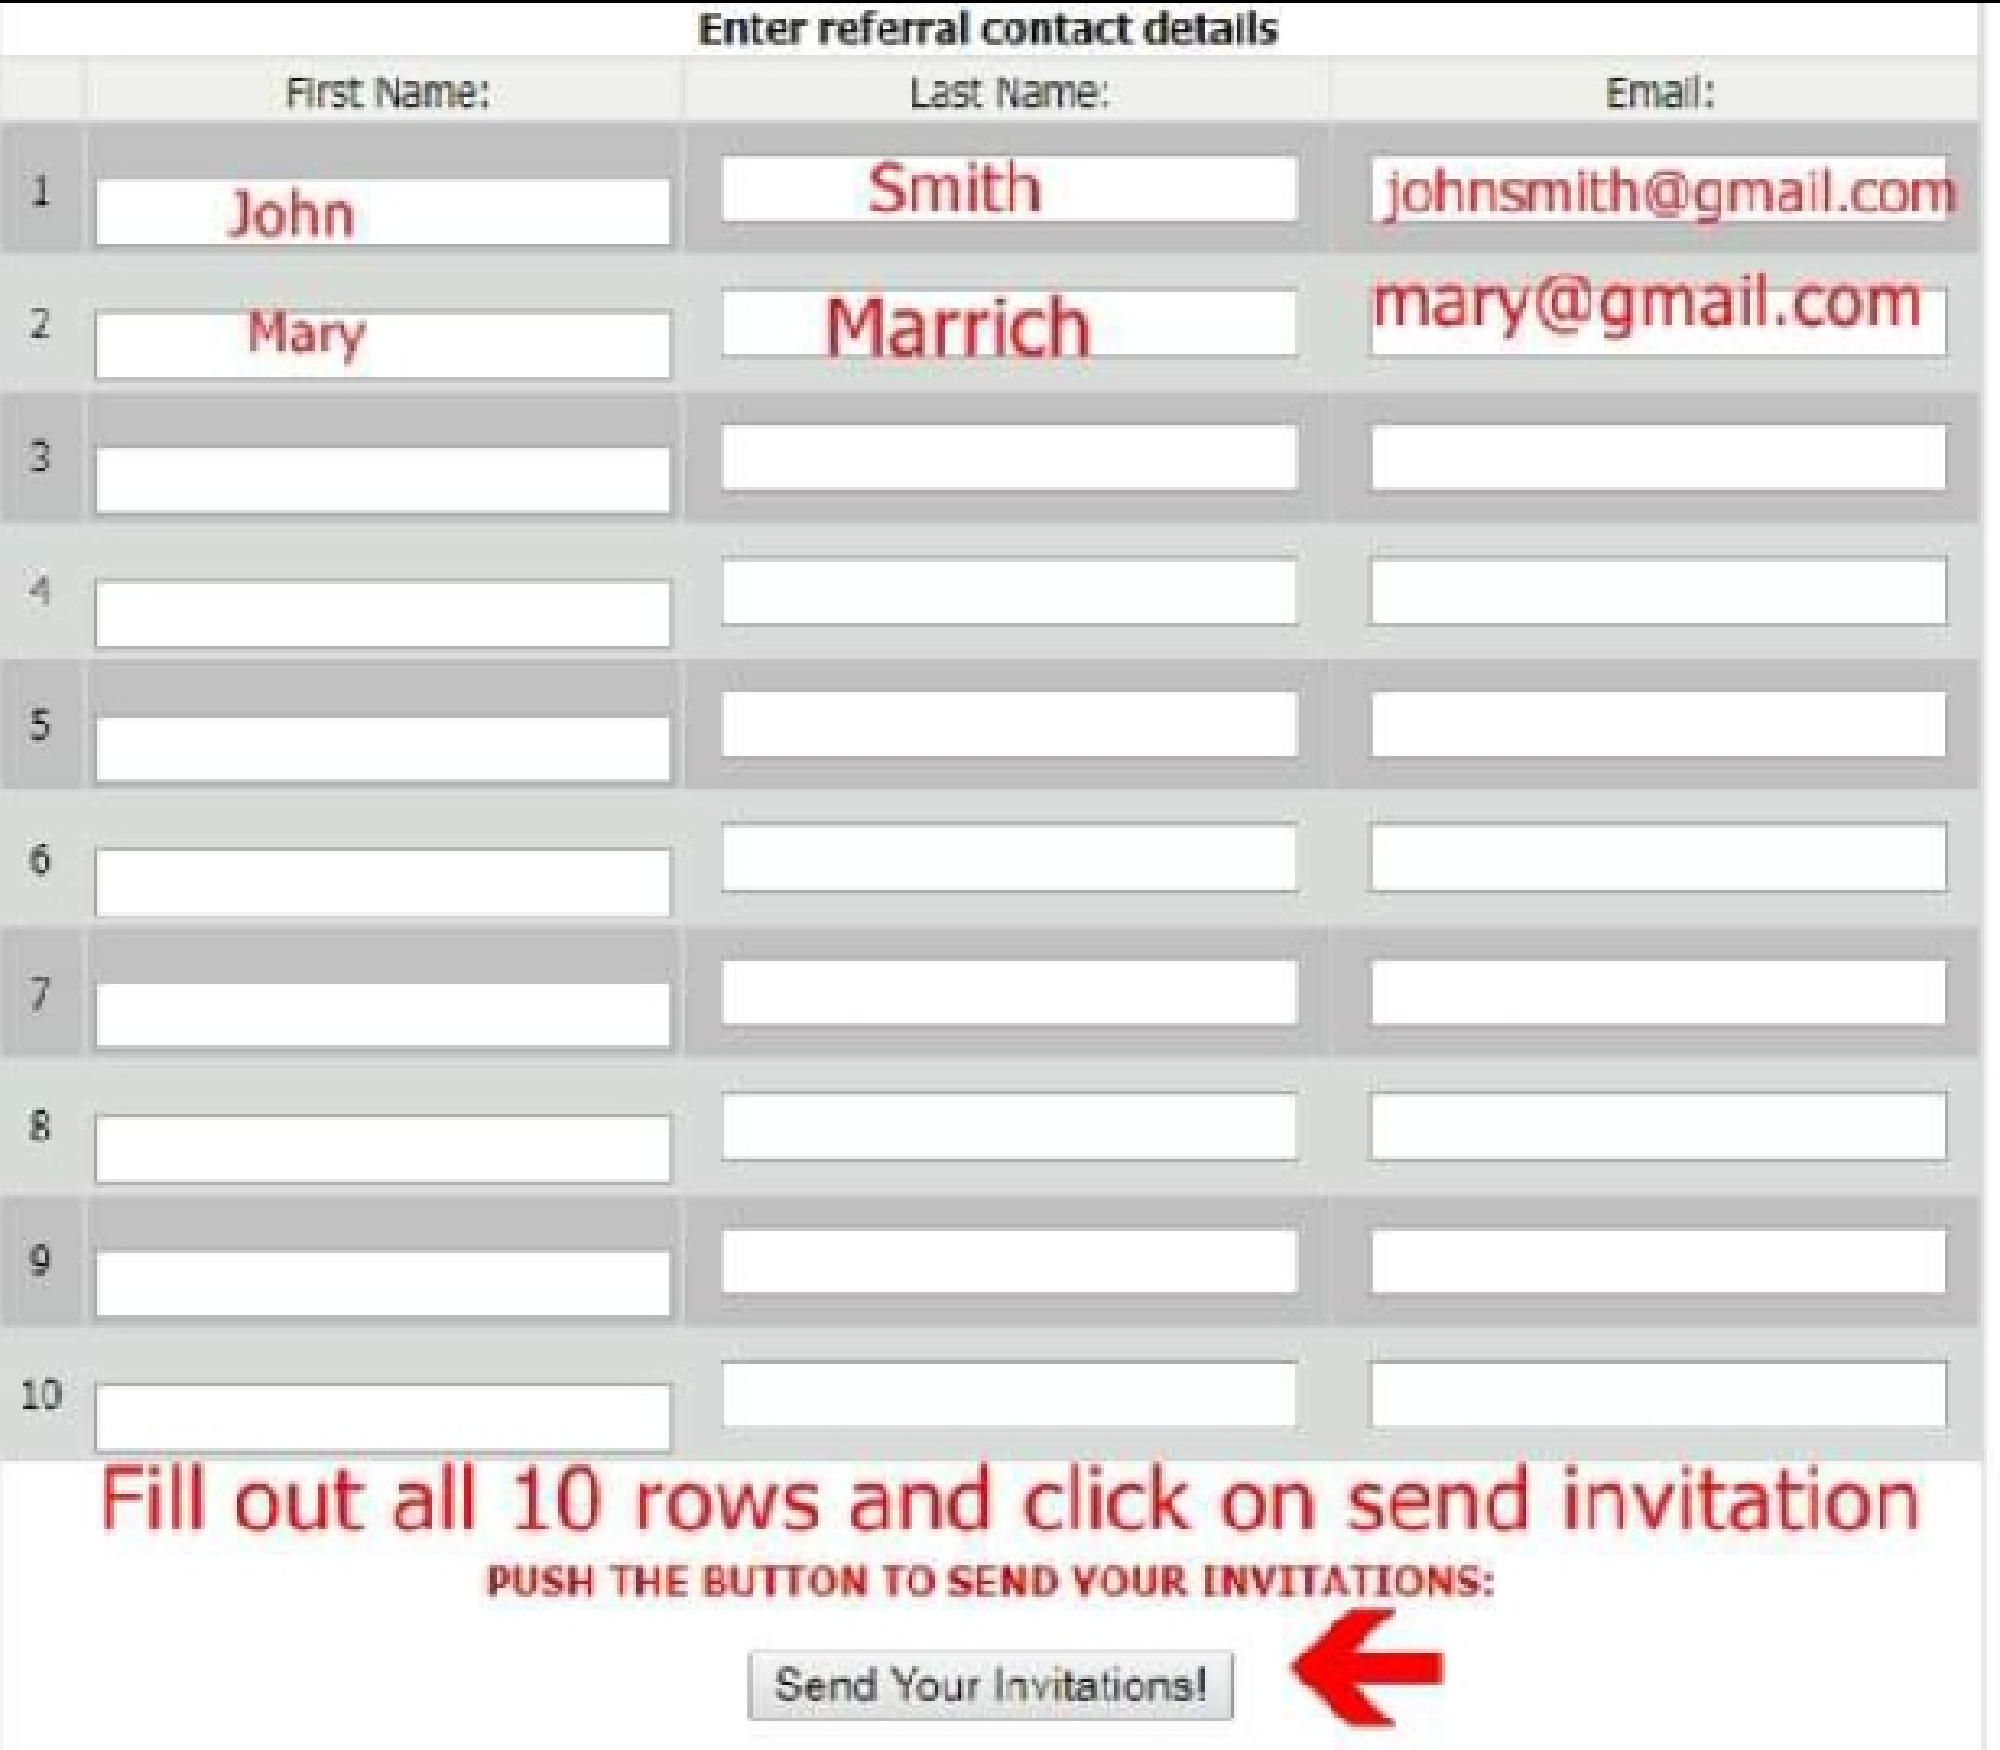 Enter referral contact details
First Name: Last Name: Email:
1 John Smith johnsmith@gmail.com
2 Mary Marrich mary@gmail.com
3
4
5
6
7
8
9
10
Fill out all 10 rows and click on send invitation
PUSH THE BUTTON TO SEND YOUR INVITATIONS:
Send Your Invitations!